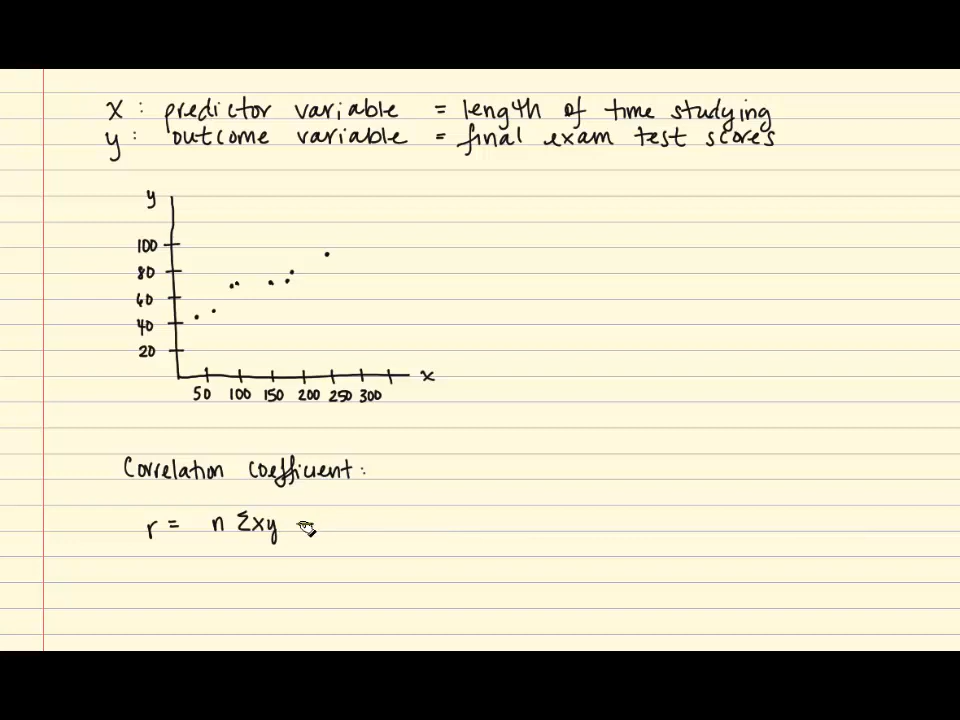 x : predictor variable = length of time studying
y : outcome variable = final exam test scores
y
100
80
60
40
20
x
50 100 150 200 250 300
Correlation coefficient :
r = n Σxy